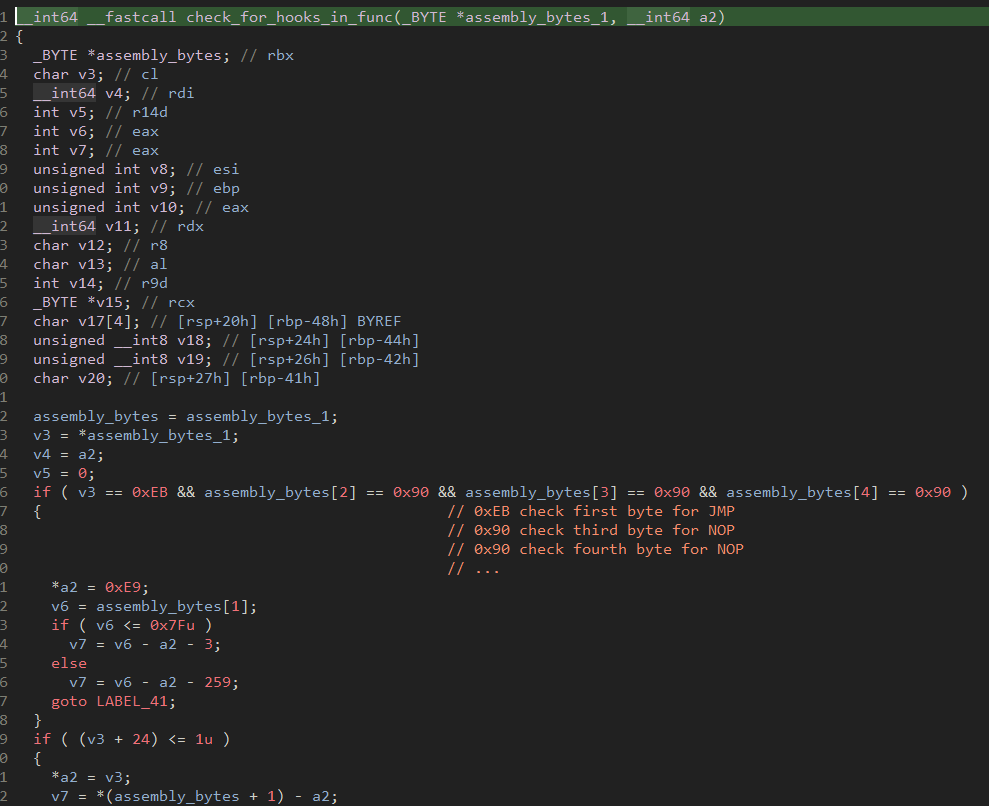 1 __int64 __fastcall check_for_hooks_in_func(_BYTE *assembly_bytes_1, __int64 a2)
2 {
3   _BYTE *assembly_bytes; // rbx
4   char v3; // cl
5   __int64 v4; // rdi
6   int v5; // r14d
7   int v6; // eax
8   int v7; // eax
9   unsigned int v8; // esi
0   unsigned int v9; // ebp
1   unsigned int v10; // eax
2   __int64 v11; // rdx
3   char v12; // r8
4   char v13; // al
5   int v14; // r9d
6   _BYTE *v15; // rcx
7   char v17[4]; // [rsp+20h] [rbp-48h] BYREF
8   unsigned __int8 v18; // [rsp+24h] [rbp-44h]
9   unsigned __int8 v19; // [rsp+26h] [rbp-42h]
0   char v20; // [rsp+27h] [rbp-41h]
1
2   assembly_bytes = assembly_bytes_1;
3   v3 = *assembly_bytes_1;
4   v4 = a2;
5   v5 = 0;
6   if ( v3 == 0xEB && assembly_bytes[2] == 0x90 && assembly_bytes[3] == 0x90 && assembly_bytes[4] == 0x90 )
7   {                                             // 0xEB check first byte for JMP
8                                                 // 0x90 check third byte for NOP
9                                                 // 0x90 check fourth byte for NOP
0                                                 // ...
1     *a2 = 0xE9;
2     v6 = assembly_bytes[1];
3     if ( v6 <= 0x7Fu )
4       v7 = v6 - a2 - 3;
5     else
6       v7 = v6 - a2 - 259;
7     goto LABEL_41;
8   }
9   if ( (v3 + 24) <= 1u )
0   {
1     *a2 = v3;
2     v7 = *(assembly_bytes + 1) - a2;